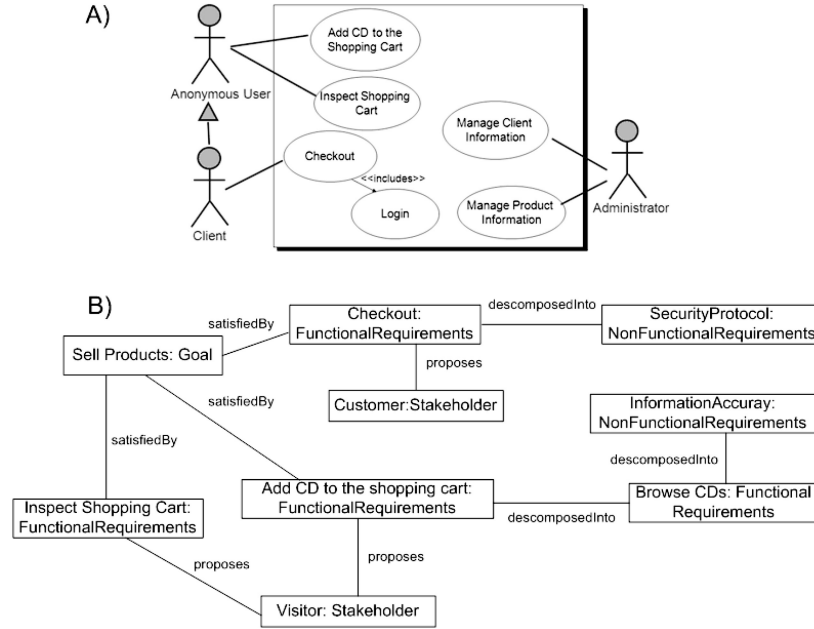 A)
Add CD to the
Shopping Cart
Anonymous User
Inspect Shopping
Cart
Manage Client
Information
Checkout
<<includes>>
Login
Client
Manage Product
Information
Administrator
B)
Checkout:
FunctionalRequirements
descomposedInto
SecurityProtocol:
NonFunctionalRequirements
satisfiedBy
Sell Products: Goal
proposes
satisfiedBy
Customer:Stakeholder
InformationAccuray:
NonFunctionalRequirements
satisfiedBy
descomposedInto
Inspect Shopping Cart:
FunctionalRequirements
Add CD to the shopping cart:
FunctionalRequirements
descomposedInto
Browse CDs: Functional
Requirements
proposes
proposes
Visitor: Stakeholder